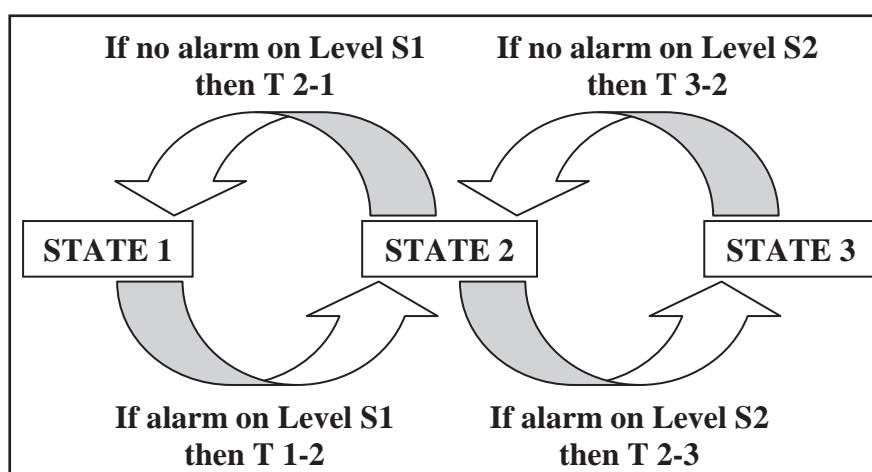 If no alarm on Level S1
then T 2-1
If no alarm on Level S2
then T 3-2
STATE 1
STATE 2
STATE 3
If alarm on Level S1
then T 1-2
If alarm on Level S2
then T 2-3